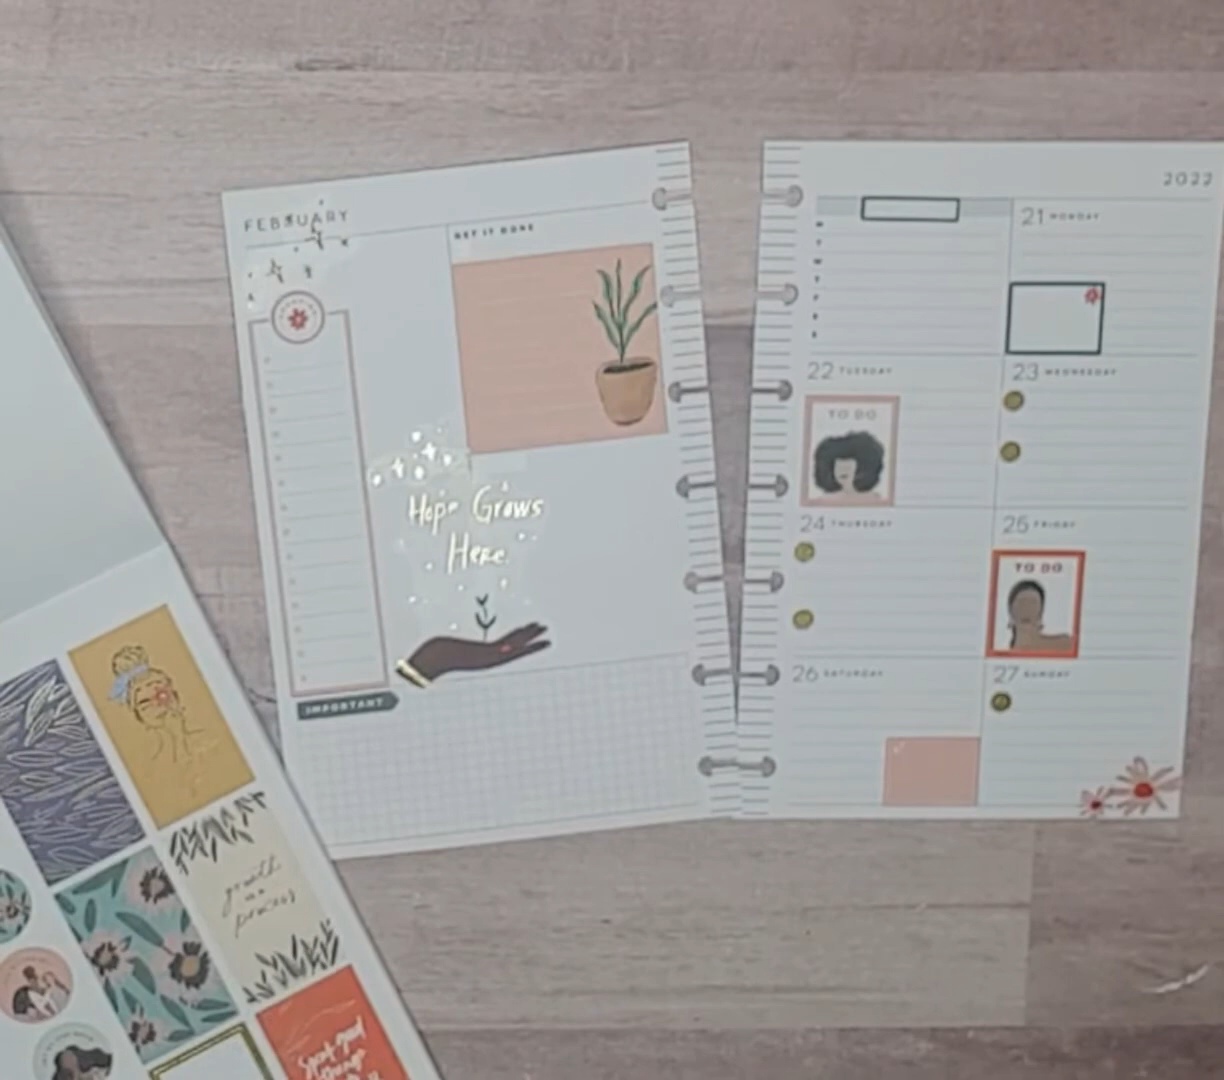 FEBRUARY
GET IT DONE
Hope Grows
Here
IMPORTANT
2022
21 MONDAY
22 TUESDAY
TO DO
23 WEDNESDAY
24 THURSDAY
25 FRIDAY
TO DO
26 SATURDAY
27 SUNDAY
growth
is a
process